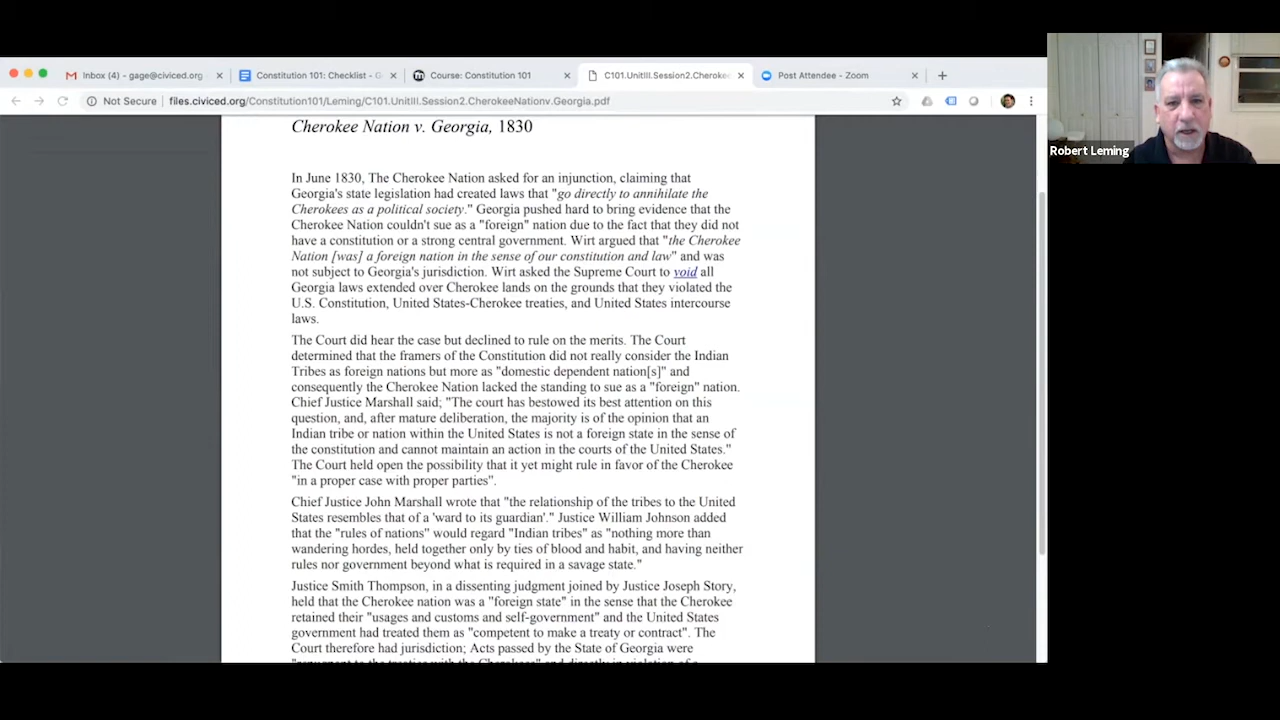 Inbox (4) - gage@civiced.org
Constitution 101: Checklist - G
Course: Constitution 101
C101.UnitIII.Session2.Cheroke
Post Attendee - Zoom
Not Secure
files.civiced.org/Constitution101/Leming/C101.UnitIII.Session2.CherokeeNationv.Georgia.pdf
Robert Leming
Cherokee Nation v. Georgia, 1830
In June 1830, The Cherokee Nation asked for an injunction, claiming that
Georgia's state legislation had created laws that "go directly to annihilate the
Cherokees as a political society." Georgia pushed hard to bring evidence that the
Cherokee Nation couldn't sue as a "foreign" nation due to the fact that they did not
have a constitution or a strong central government. Wirt argued that "the Cherokee
Nation [was] a foreign nation in the sense of our constitution and law" and was
not subject to Georgia's jurisdiction. Wirt asked the Supreme Court to void all
Georgia laws extended over Cherokee lands on the grounds that they violated the
U.S. Constitution, United States-Cherokee treaties, and United States intercourse
laws.
The Court did hear the case but declined to rule on the merits. The Court
determined that the framers of the Constitution did not really consider the Indian
Tribes as foreign nations but more as "domestic dependent nation[s]" and
consequently the Cherokee Nation lacked the standing to sue as a "foreign" nation.
Chief Justice Marshall said; "The court has bestowed its best attention on this
question, and, after mature deliberation, the majority is of the opinion that an
Indian tribe or nation within the United States is not a foreign state in the sense of
the constitution and cannot maintain an action in the courts of the United States."
The Court held open the possibility that it yet might rule in favor of the Cherokee
"in a proper case with proper parties".
Chief Justice John Marshall wrote that "the relationship of the tribes to the United
States resembles that of a 'ward to its guardian'." Justice William Johnson added
that the "rules of nations" would regard "Indian tribes" as "nothing more than
wandering hordes, held together only by ties of blood and habit, and having neither
rules nor government beyond what is required in a savage state."
Justice Smith Thompson, in a dissenting judgment joined by Justice Joseph Story,
held that the Cherokee nation was a "foreign state" in the sense that the Cherokee
retained their "usages and customs and self-government" and the United States
government had treated them as "competent to make a treaty or contract". The
Court therefore had jurisdiction; Acts passed by the State of Georgia were
"repugnant to the treaties with the Cherokees" and directly in violation of a